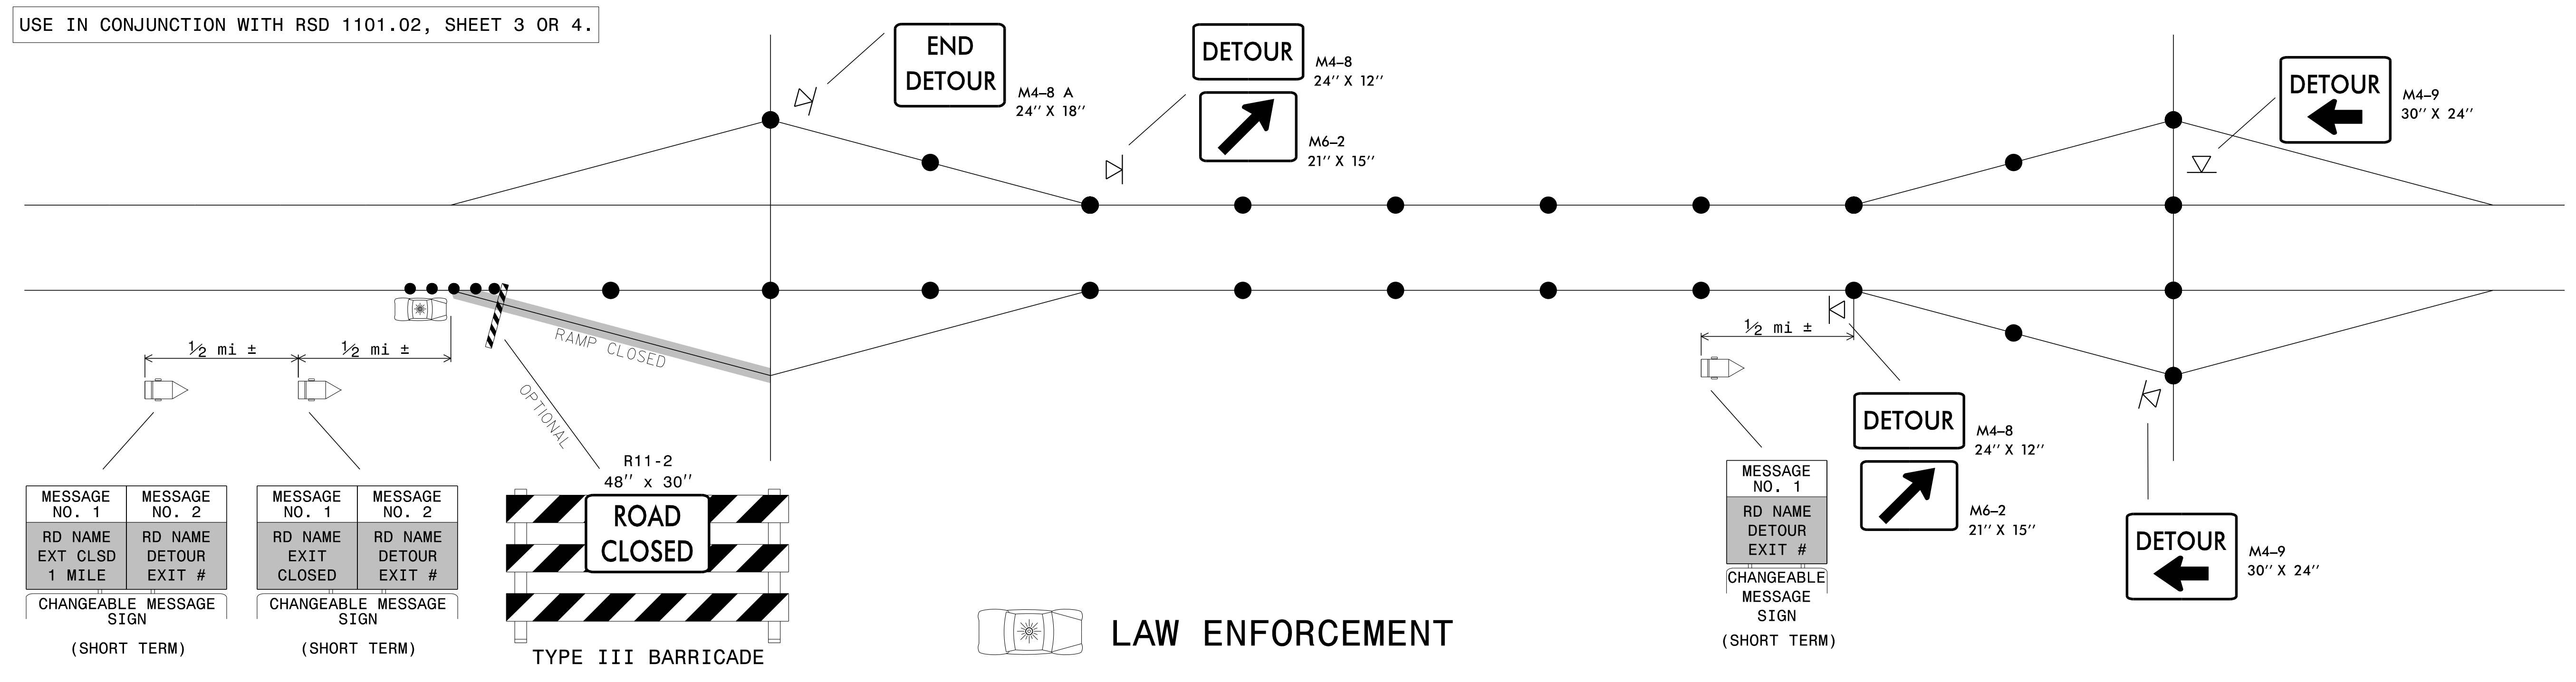 USE IN CONJUNCTION WITH RSD 1101.02, SHEET 3 OR 4.
END
DETOUR
M4-8 A
24'' X 18''
DETOUR
M4-8
24'' X 12''
M6-2
21'' X 15''
DETOUR
M4-9
30'' X 24''
RAMP CLOSED
1/2 mi ±
1/2 mi ±
1/2 mi ±
OPTIONAL
MESSAGE
NO. 1
MESSAGE
NO. 2
RD NAME
EXT CLSD
1 MILE
RD NAME
DETOUR
EXIT #
CHANGEABLE MESSAGE
SIGN
(SHORT TERM)
MESSAGE
NO. 1
MESSAGE
NO. 2
RD NAME
EXIT
CLOSED
RD NAME
DETOUR
EXIT #
CHANGEABLE MESSAGE
SIGN
(SHORT TERM)
R11-2
48'' x 30''
ROAD
CLOSED
TYPE III BARRICADE
LAW ENFORCEMENT
MESSAGE
NO. 1
RD NAME
DETOUR
EXIT #
CHANGEABLE
MESSAGE
SIGN
(SHORT TERM)
DETOUR
M4-8
24'' X 12''
M6-2
21'' X 15''
DETOUR
M4-9
30'' X 24''